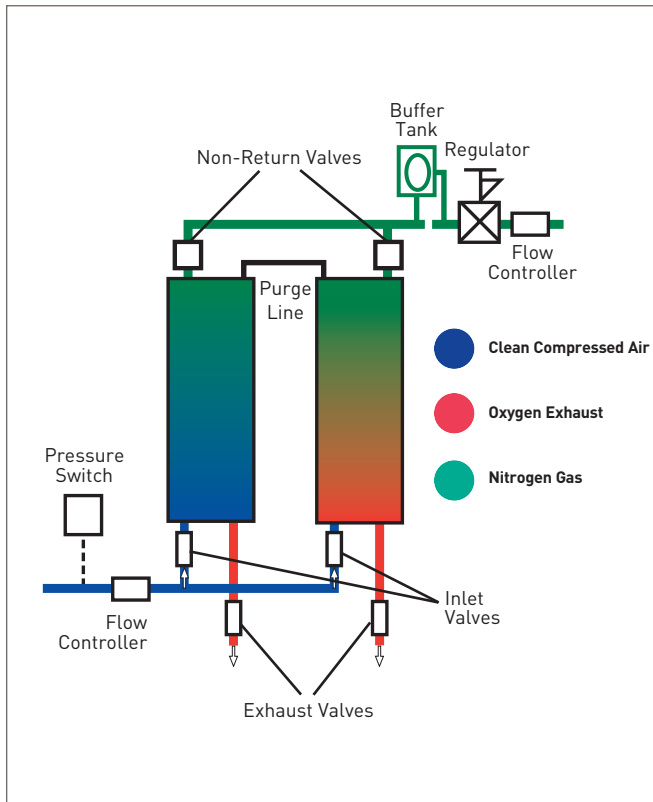 Buffer
Tank
Regulator
Non-Return Valves
Flow
Controller
Purge
Line
Clean Compressed Air
Oxygen Exhaust
Nitrogen Gas
Pressure
Switch
Flow
Controller
Inlet
Valves
Exhaust Valves